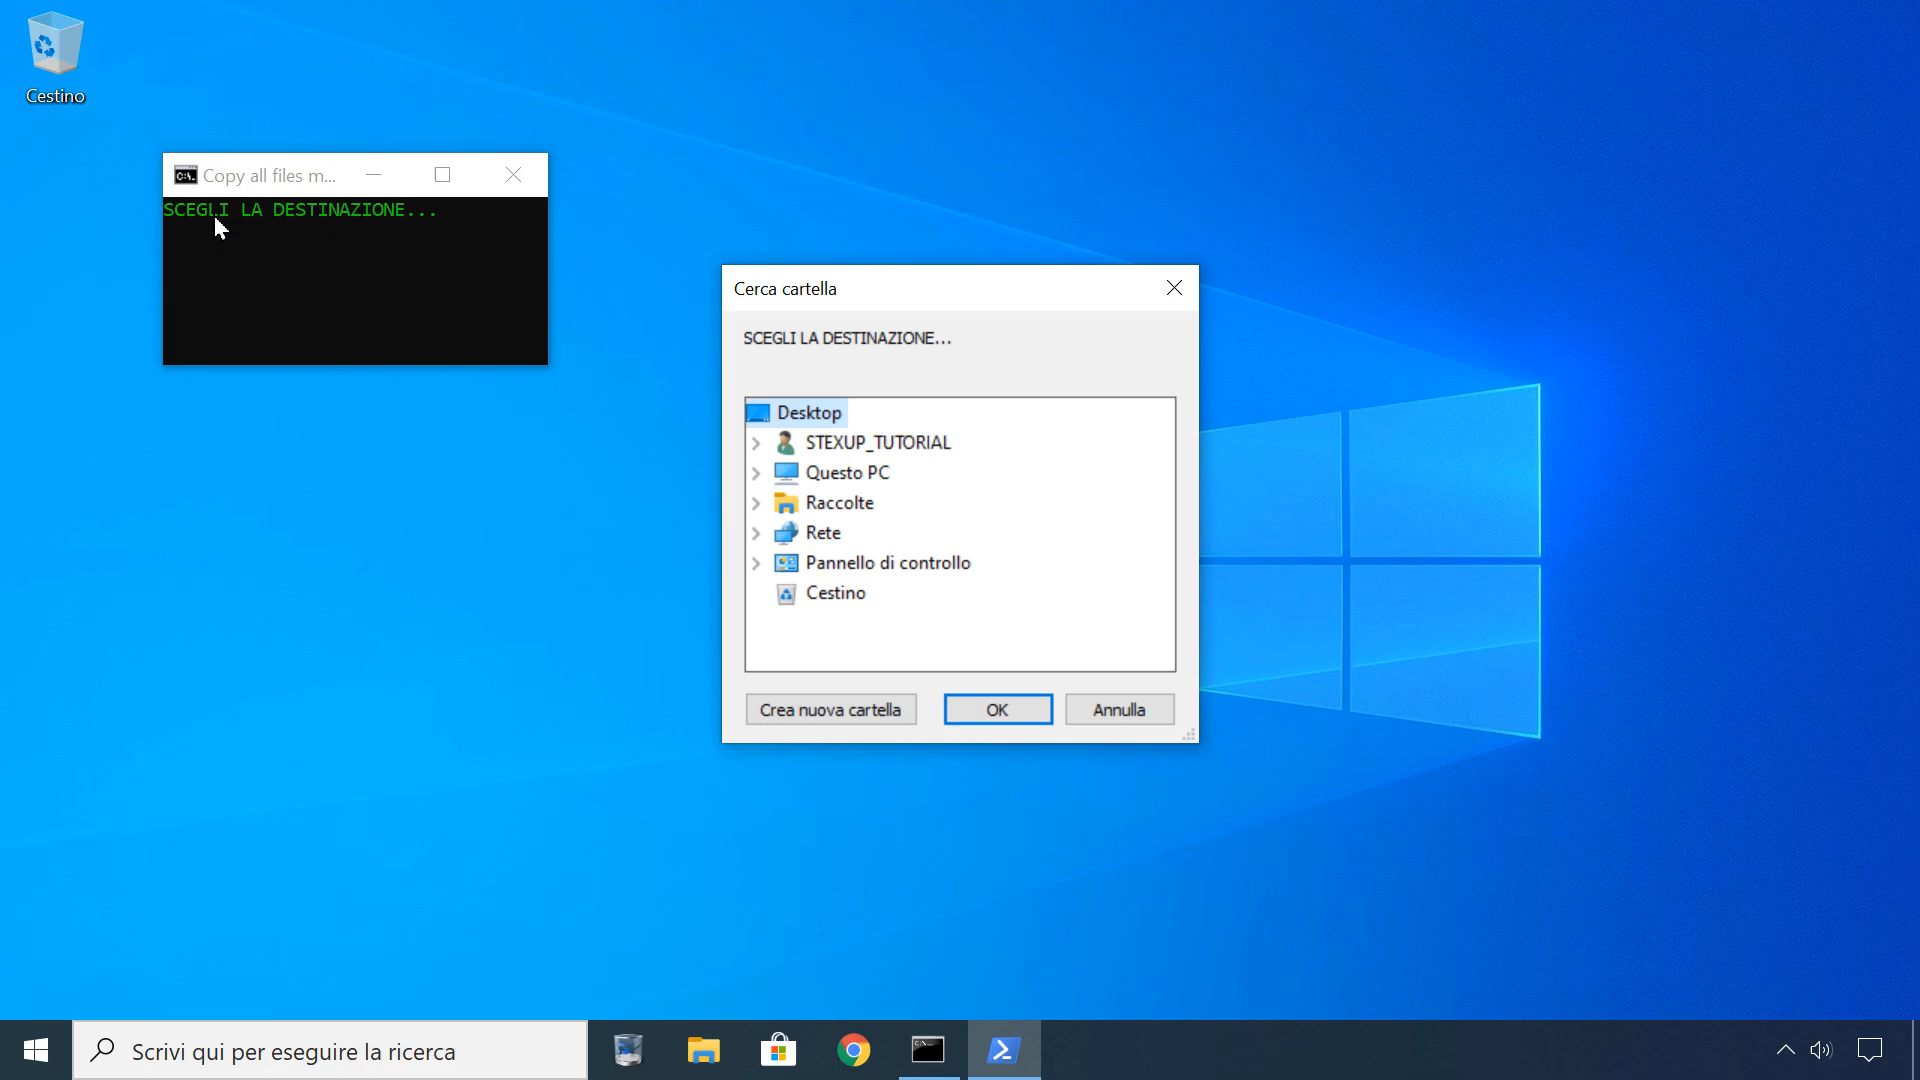 Cestino
Copy all files m...
SCEGLI LA DESTINAZIONE...
Cerca cartella
SCEGLI LA DESTINAZIONE...
Desktop
STEXUP_TUTORIAL
Questo PC
Raccolte
Rete
Pannello di controllo
Cestino
Crea nuova cartella
OK
Annulla
Scrivi qui per eseguire la ricerca